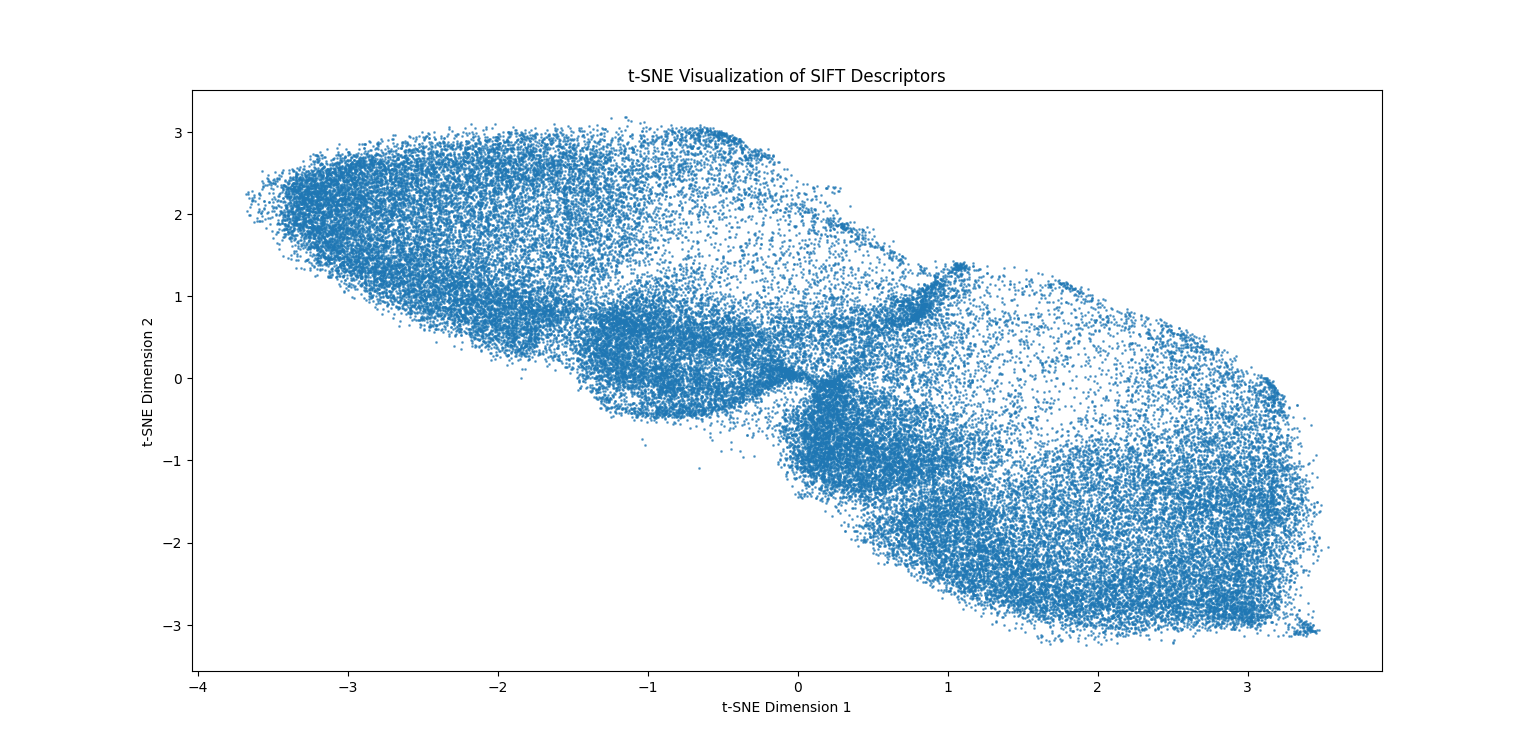 t-SNE Visualization of SIFT Descriptors
3
2
1
0
−1
−2
−3
t-SNE Dimension 2
−4 −3 −2 −1 0 1 2 3
t-SNE Dimension 1